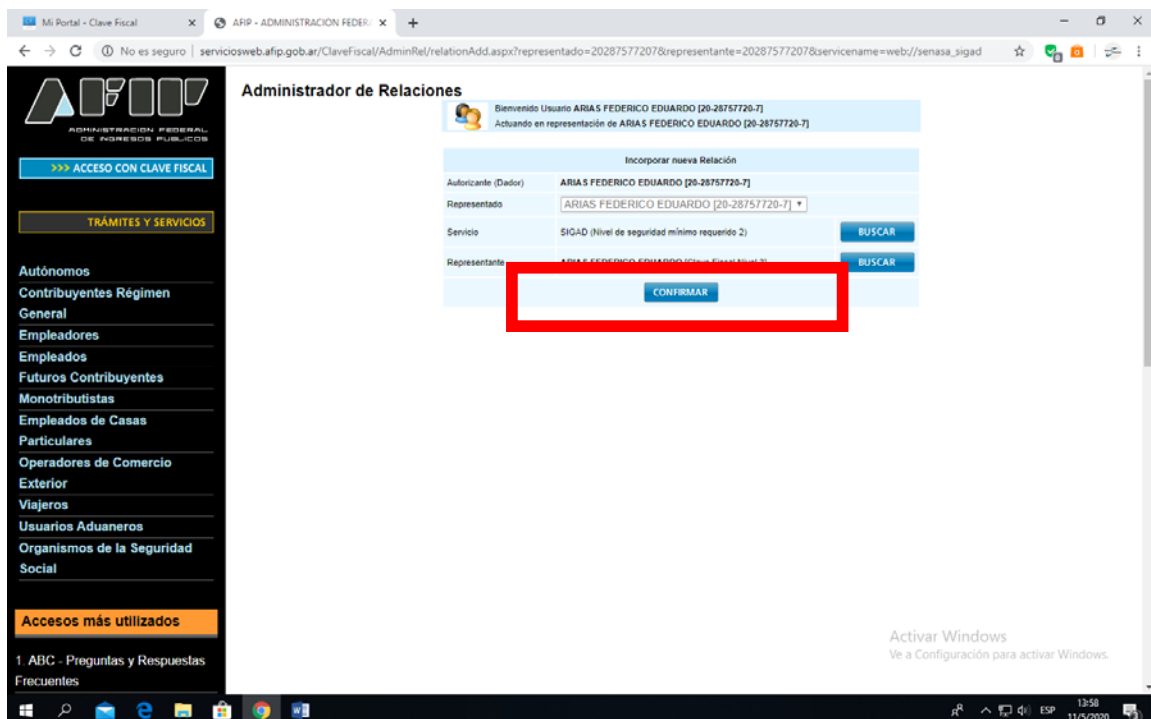 Mi Portal - Clave Fiscal
AFIP - ADMINISTRACION FEDER
No es seguro | serviciosweb.afip.gob.ar/ClaveFiscal/AdminRel/relationAdd.aspx?representado=20287577207&representante=20287577207&servicename=web://senasa_sigad
AFIP
ADMINISTRACION FEDERAL
DE INGRESOS PUBLICOS
>>> ACCESO CON CLAVE FISCAL
TRÁMITES Y SERVICIOS
Autónomos
Contribuyentes Régimen
General
Empleadores
Empleados
Futuros Contribuyentes
Monotributistas
Empleados de Casas
Particulares
Operadores de Comercio
Exterior
Viajeros
Usuarios Aduaneros
Organismos de la Seguridad
Social
Accesos más utilizados
1. ABC - Preguntas y Respuestas
Frecuentes
Administrador de Relaciones
Bienvenido Usuario ARIAS FEDERICO EDUARDO [20-28757720-7]
Actuando en representación de ARIAS FEDERICO EDUARDO [20-28757720-7]
Incorporar nueva Relación
Autorizante (Dador) ARIAS FEDERICO EDUARDO [20-28757720-7]
Representado ARIAS FEDERICO EDUARDO [20-28757720-7]
Servicio SIGAD (Nivel de seguridad mínimo requerido 2) BUSCAR
Representante ARIAS FEDERICO EDUARDO BUSCAR
CONFIRMAR
Activar Windows
Ve a Configuración para activar Windows.
ESP
13:58
11/5/2020